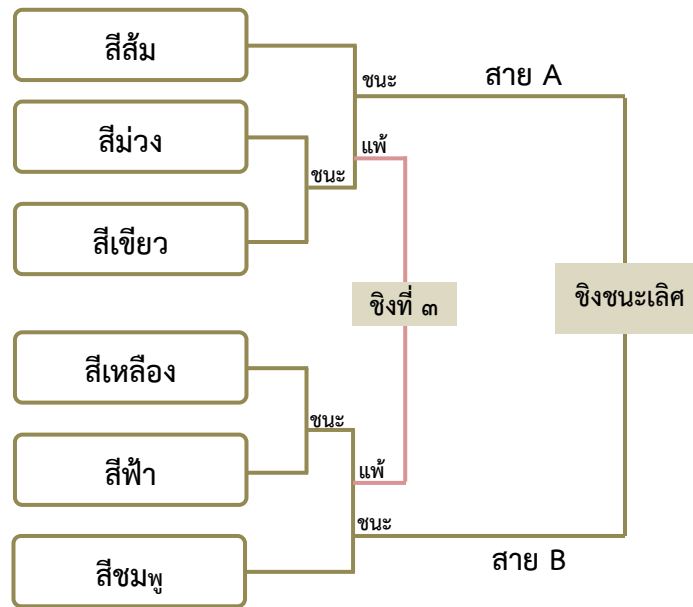 สีส้ม
ชนะ
สาย A
สีม่วง
แพ้
ชนะ
สีเขียว
ชิงที่ ๓
ชิงชนะเลิศ
สีเหลือง
ชนะ
สีฟ้า
แพ้
ชนะ
สาย B
สีชมพู